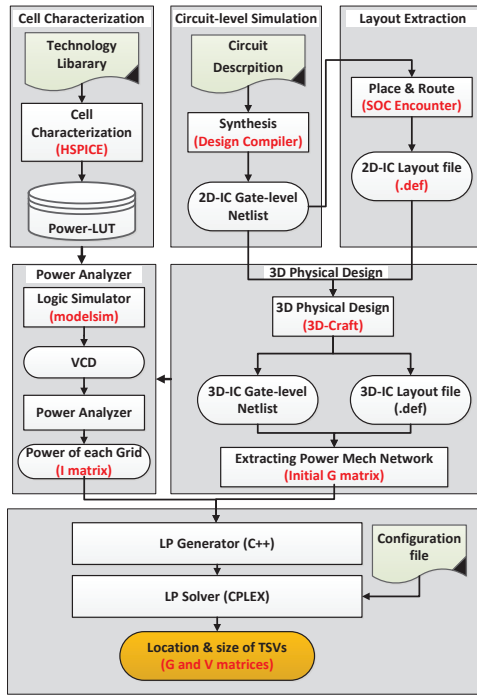 Cell Characterization
Technology
Libarary
Cell
Characterization
(HSPICE)
Power-LUT
Circuit-level Simulation
Circuit
Descrpition
Synthesis
(Design Compiler)
2D-IC Gate-level
Netlist
Layout Extraction
Place & Route
(SOC Encounter)
2D-IC Layout file
(.def)
Power Analyzer
Logic Simulator
(modelsim)
VCD
Power Analyzer
Power of each Grid
(I matrix)
3D Physical Design
3D Physical Design
(3D-Craft)
3D-IC Gate-level
Netlist
3D-IC Layout file
(.def)
Extracting Power Mech Network
(Initial G matrix)
LP Generator (C++)
Configuration
file
LP Solver (CPLEX)
Location & size of TSVs
(G and V matrices)